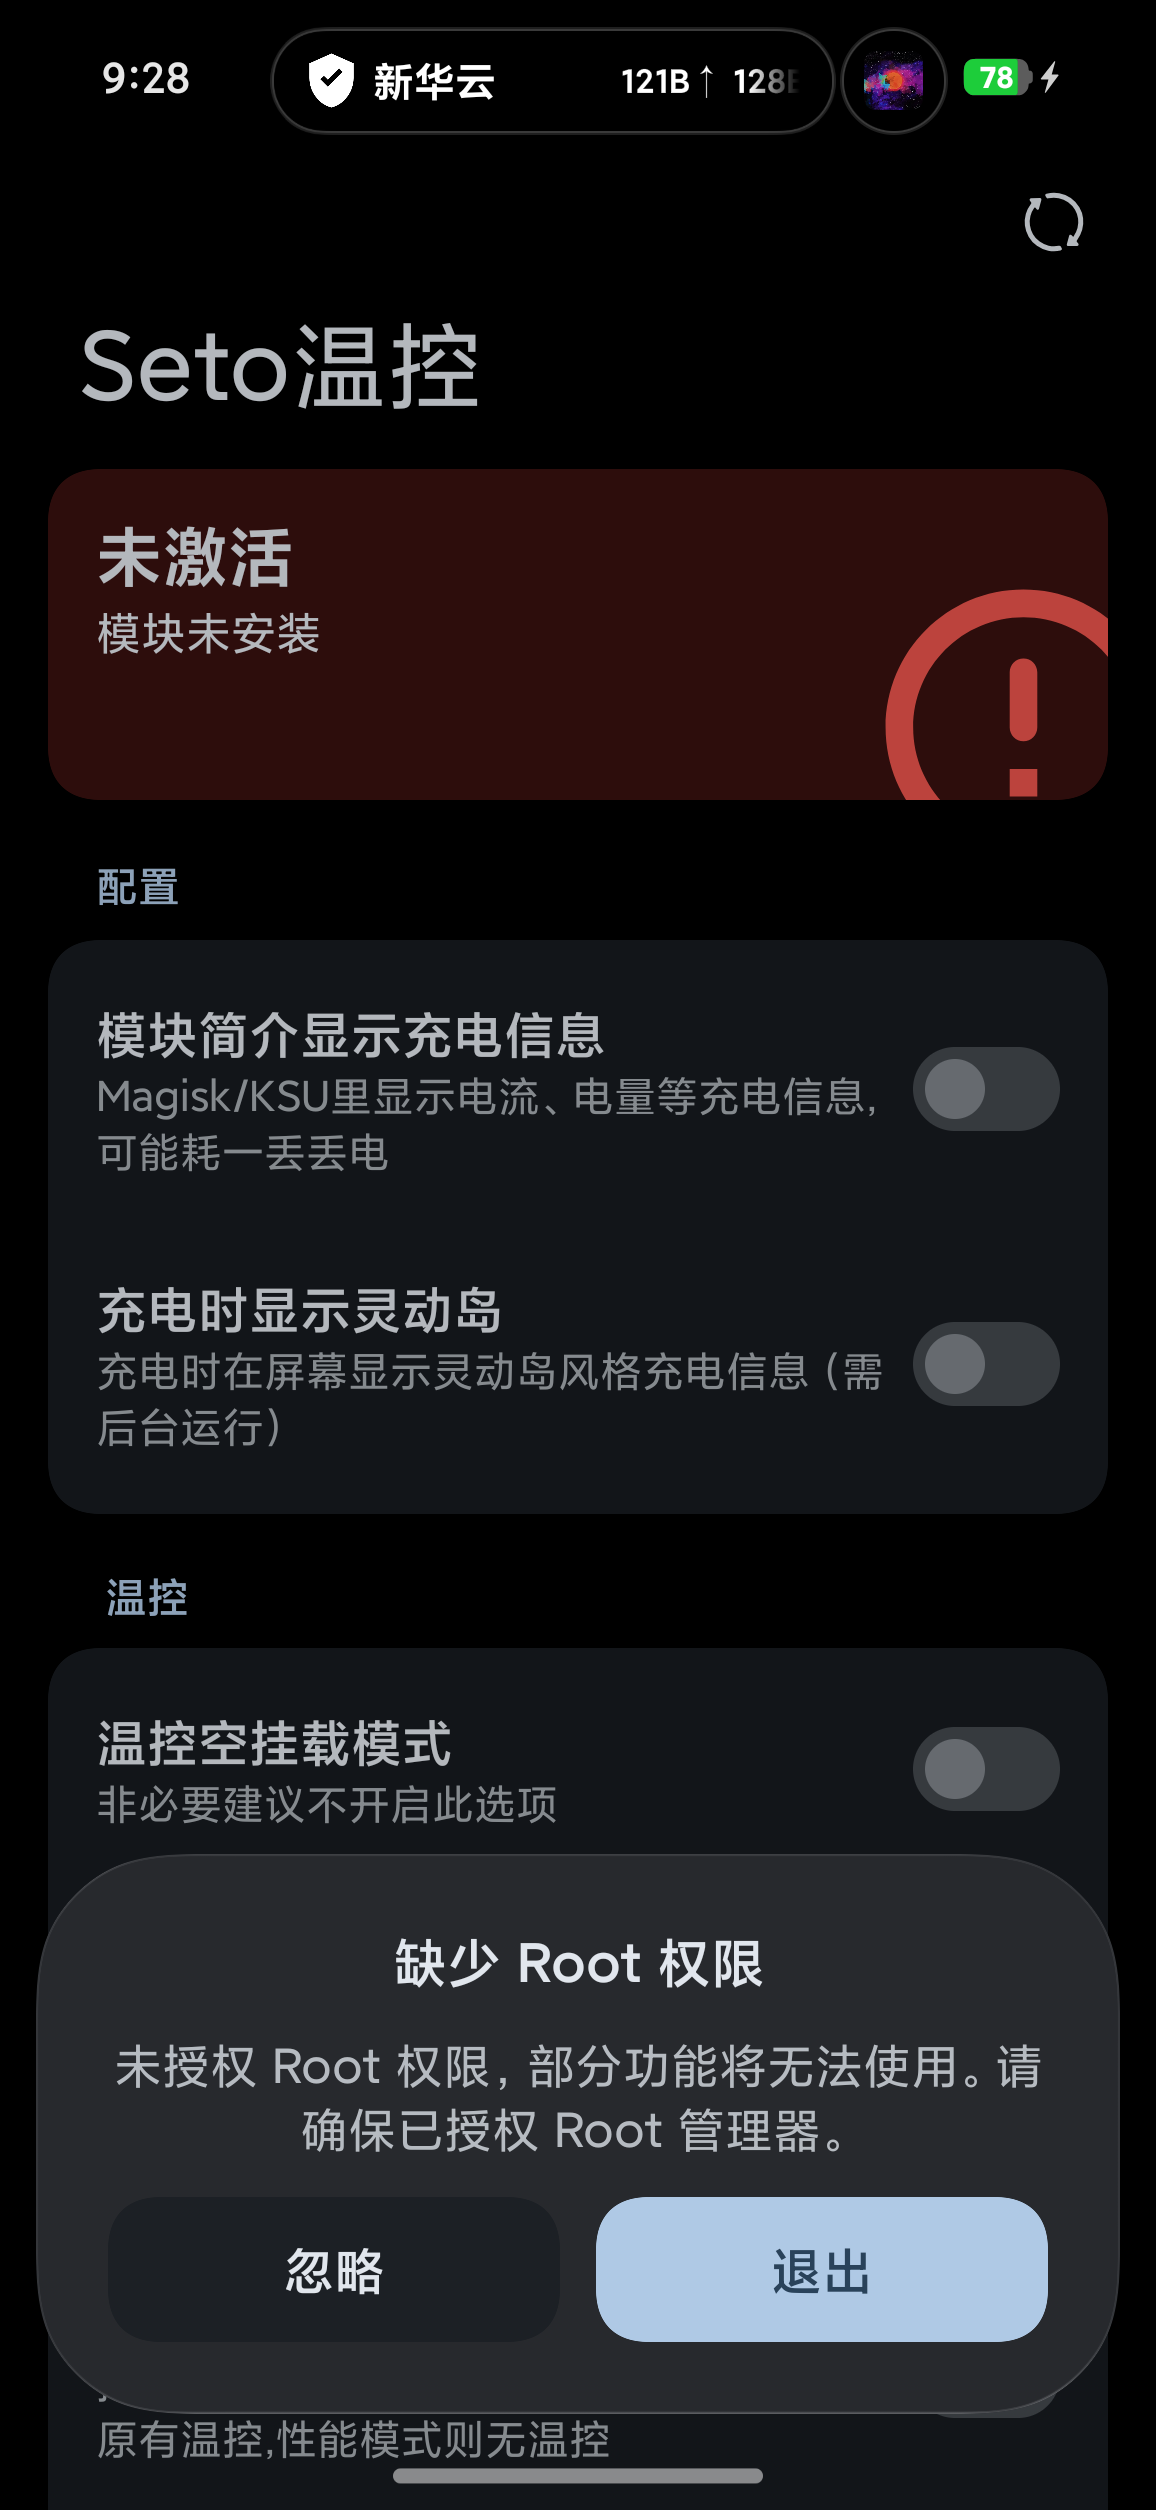 9:28
新华云
121B↑ 128
78
Seto温控
未激活
模块未安装
配置
模块简介显示充电信息
Magisk/KSU里显示电流、电量等充电信息,
可能耗一丢丢电
充电时显示灵动岛
充电时在屏幕显示灵动岛风格充电信息（需
后台运行）
温控
温控空挂载模式
非必要建议不开启此选项
缺少 Root 权限
未授权 Root 权限，部分功能将无法使用。请
确保已授权 Root 管理器。
忽略
退出
原有温控,性能模式则无温控